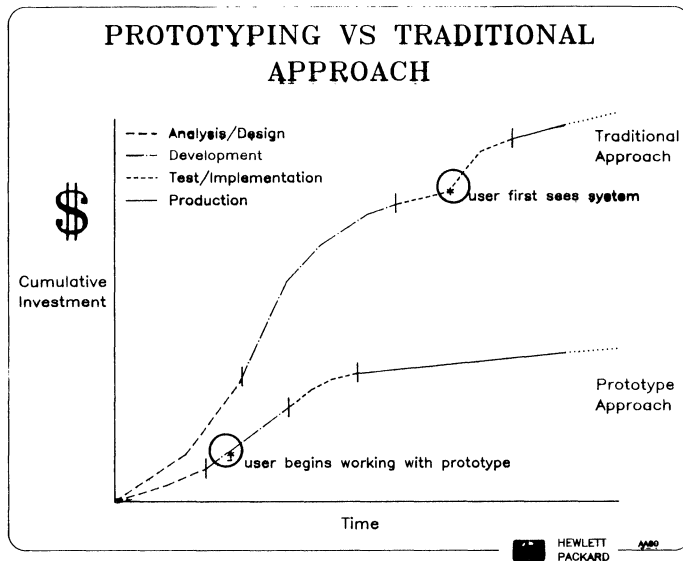 PROTOTYPING VS TRADITIONAL
APPROACH
Analysis/Design
Development
Test/Implementation
Production
$
Cumulative
Investment
Traditional
Approach
* user first sees system
Prototype
Approach
* user begins working with prototype
Time
HEWLETT
PACKARD